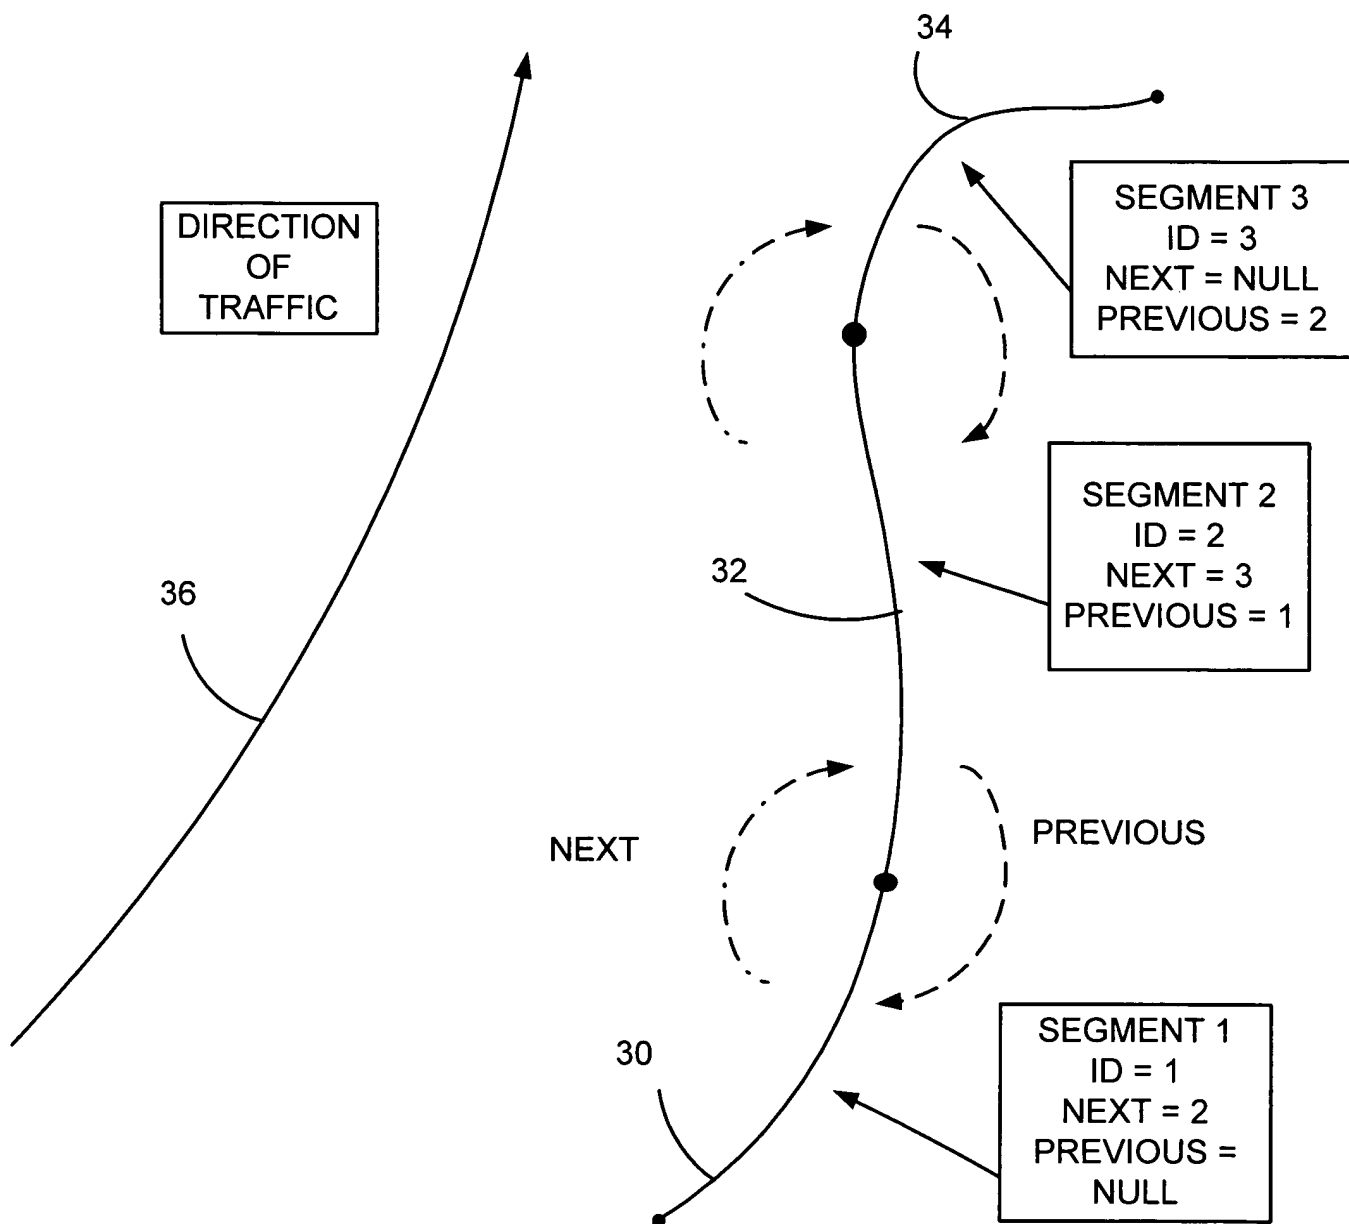 34
SEGMENT 3
ID = 3
NEXT = NULL
PREVIOUS = 2
DIRECTION
OF
TRAFFIC
SEGMENT 2
ID = 2
NEXT = 3
PREVIOUS = 1
32
36
NEXT
PREVIOUS
SEGMENT 1
ID = 1
NEXT = 2
PREVIOUS =
NULL
30